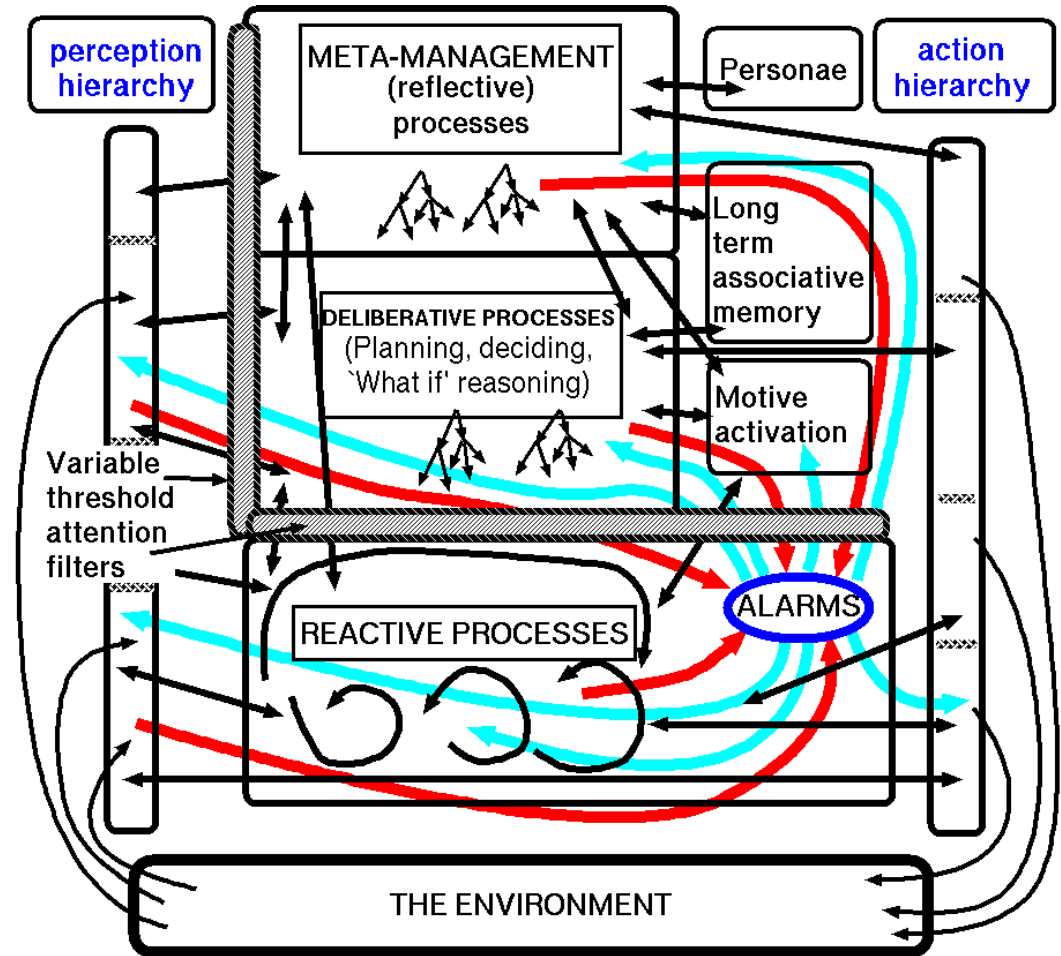 perception
hierarchy
META-MANAGEMENT
(reflective)
processes
Personae
action
hierarchy
Long
term
associative
memory
DELIBERATIVE PROCESSES
(Planning, deciding,
`What if' reasoning)
Motive
activation
Variable
threshold
attention
filters
ALARMS
REACTIVE PROCESSES
THE ENVIRONMENT